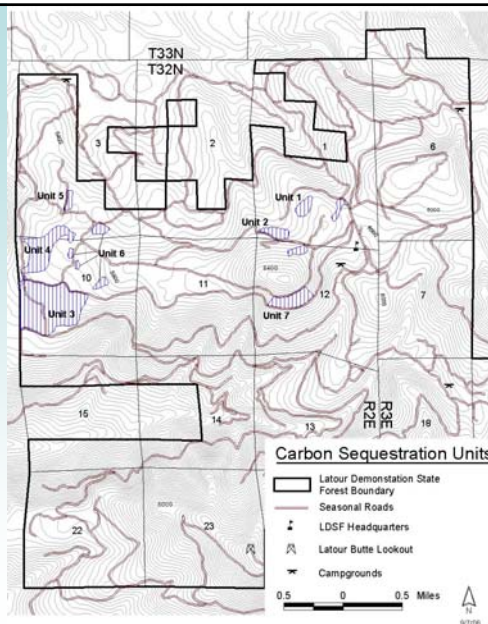 T33N
T32N
3
2
1
6
Unit 5
Unit 1
Unit 2
Unit 4
Unit 6
10
5400
11
12
7
Unit 3
Unit 7
15
14
13
R2E
R3E
18
22
23
Carbon Sequestration Units
Latour Demonstation State
Forest Boundary
Seasonal Roads
LDSF Headquarters
Latour Butte Lookout
Campgrounds
0.5
0
0.5
Miles
N